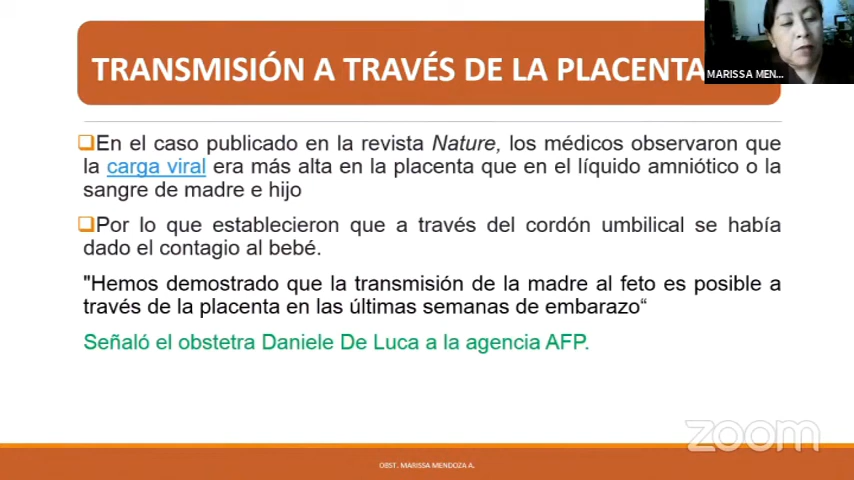 TRANSMISIÓN A TRAVÉS DE LA PLACENTA
MARISSA MEN...
En el caso publicado en la revista Nature, los médicos observaron que
la carga viral era más alta en la placenta que en el líquido amniótico o la
sangre de madre e hijo
Por lo que establecieron que a través del cordón umbilical se había
dado el contagio al bebé.
"Hemos demostrado que la transmisión de la madre al feto es posible a
través de la placenta en las últimas semanas de embarazo“
Señaló el obstetra Daniele De Luca a la agencia AFP.
zoom
OBST. MARISSA MENDOZA A.